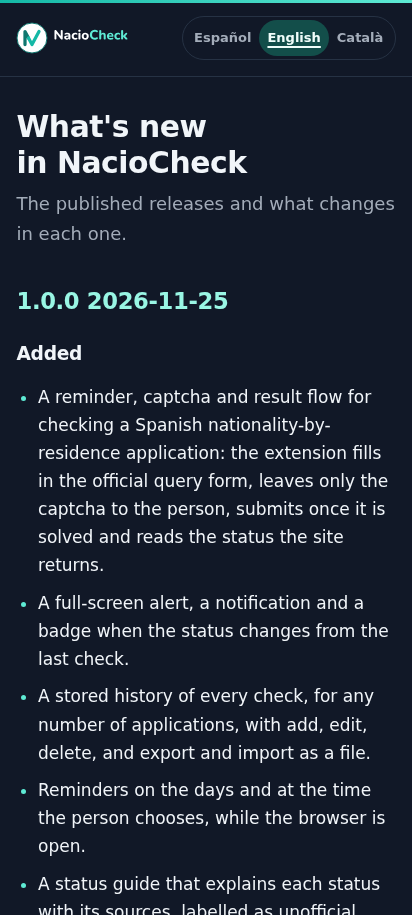 NacioCheck
Español
English
Català
What's new
in NacioCheck
The published releases and what changes
in each one.
1.0.0 2026-11-25
Added
• A reminder, captcha and result flow for
checking a Spanish nationality-by-
residence application: the extension fills
in the official query form, leaves only the
captcha to the person, submits once it is
solved and reads the status the site
returns.
• A full-screen alert, a notification and a
badge when the status changes from the
last check.
• A stored history of every check, for any
number of applications, with add, edit,
delete, and export and import as a file.
• Reminders on the days and at the time
the person chooses, while the browser is
open.
• A status guide that explains each status
with its sources, labelled as unofficial